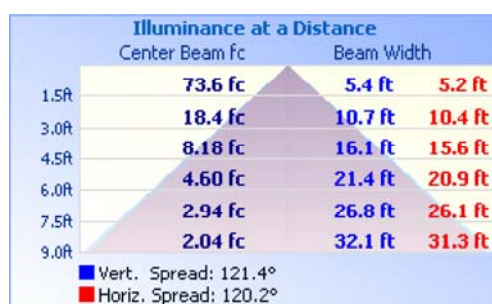 Illuminance at a Distance
Center Beam fc Beam Width
1.5ft 73.6 fc 5.4 ft 5.2 ft
3.0ft 18.4 fc 10.7 ft 10.4 ft
4.5ft 8.18 fc 16.1 ft 15.6 ft
6.0ft 4.60 fc 21.4 ft 20.9 ft
7.5ft 2.94 fc 26.8 ft 26.1 ft
9.0ft 2.04 fc 32.1 ft 31.3 ft
Vert. Spread: 121.4°
Horiz. Spread: 120.2°